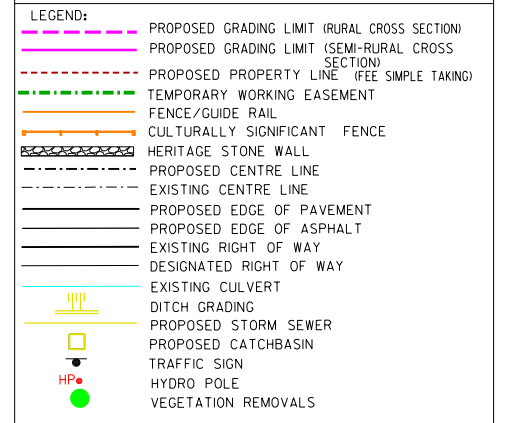 LEGEND:
PROPOSED GRADING LIMIT (RURAL CROSS SECTION)
PROPOSED GRADING LIMIT (SEMI-RURAL CROSS
SECTION)
PROPOSED PROPERTY LINE (FEE SIMPLE TAKING)
TEMPORARY WORKING EASEMENT
FENCE/GUIDE RAIL
CULTURALLY SIGNIFICANT FENCE
HERITAGE STONE WALL
PROPOSED CENTRE LINE
EXISTING CENTRE LINE
PROPOSED EDGE OF PAVEMENT
PROPOSED EDGE OF ASPHALT
EXISTING RIGHT OF WAY
DESIGNATED RIGHT OF WAY
EXISTING CULVERT
DITCH GRADING
PROPOSED STORM SEWER
PROPOSED CATCHBASIN
TRAFFIC SIGN
HP HYDRO POLE
VEGETATION REMOVALS